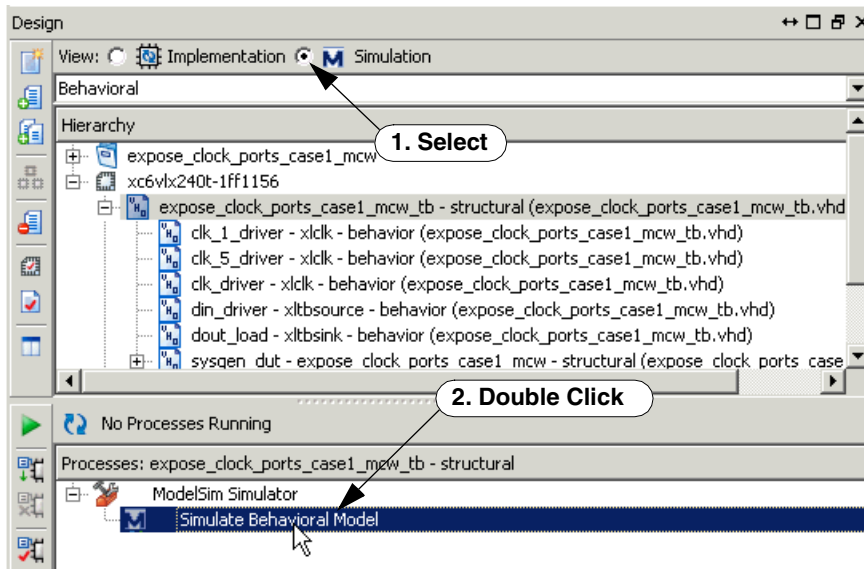 Design
View: Implementation Simulation
Behavioral
Hierarchy
1. Select
expose_clock_ports_case1_mcw
xc6vlx240t-1ff1156
expose_clock_ports_case1_mcw_tb - structural (expose_clock_ports_case1_mcw_tb.vhd
clk_1_driver - xlclk - behavior (expose_clock_ports_case1_mcw_tb.vhd)
clk_5_driver - xlclk - behavior (expose_clock_ports_case1_mcw_tb.vhd)
clk_driver - xlclk - behavior (expose_clock_ports_case1_mcw_tb.vhd)
din_driver - xltbsource - behavior (expose_clock_ports_case1_mcw_tb.vhd)
dout_load - xltbsink - behavior (expose_clock_ports_case1_mcw_tb.vhd)
sysgen_dut - expose_clock_ports_case1_mcw - structural (expose_clock_ports_case
2. Double Click
No Processes Running
Processes: expose_clock_ports_case1_mcw_tb - structural
ModelSim Simulator
Simulate Behavioral Model